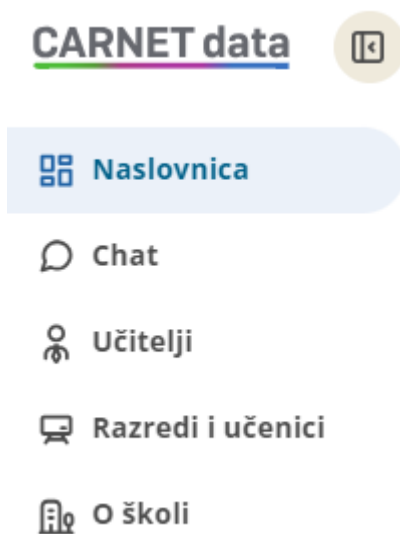 CARNET data
Naslovnica
Chat
Učitelji
Razredi i učenici
O školi